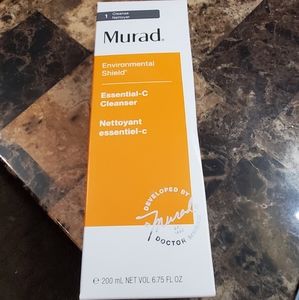 1 Cleanse
Nettoyer
Murad.
Environmental
Shield®
Essential-C
Cleanser
Nettoyant
essentiel-c
DEVELOPED BY
Murad
DOCTOR
℮ 200 mL NET VOL 6.75 FL OZ